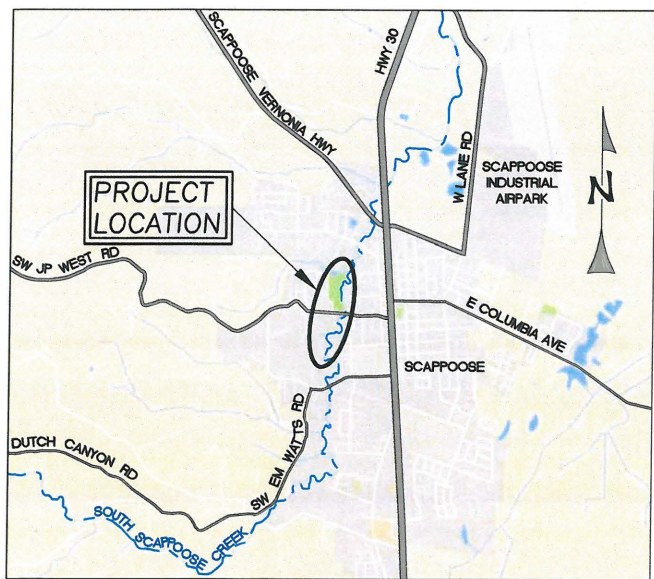 SCAPPOOSE VERNONIA HWY
HWY 30
W LANE RD
SCAPPOOSE
INDUSTRIAL
AIRPARK
N
PROJECT
LOCATION
SW JP WEST RD
E COLUMBIA AVE
SCAPPOOSE
DUTCH CANYON RD
SW EM WATTS RD
SOUTH SCAPPOOSE CREEK